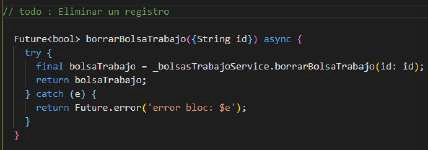 // todo : Eliminar um registro
Future<bool> borrarBolsaTrabajo({String id}) async {
try {
final bolsaTrabajo = _bolsasTrabajoService.borrarBolsaTrabajo(id: id);
return bolsaTrabajo;
} catch (e) {
return Future.error('error bloc: $e');
}
}